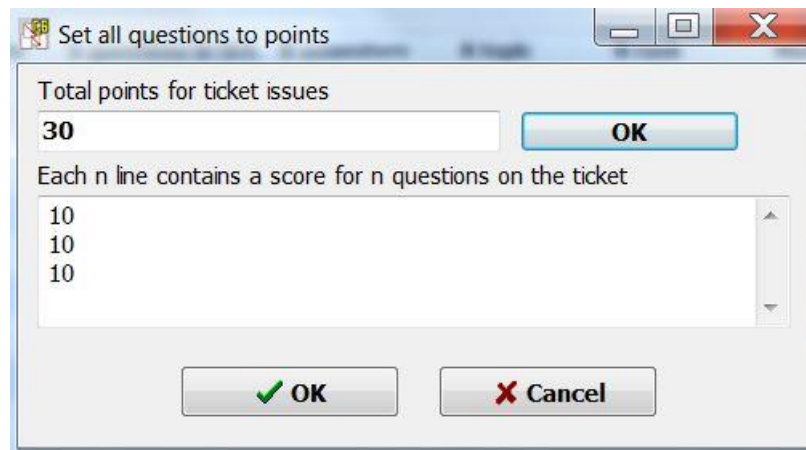 Set all questions to points
Total points for ticket issues
30
OK
Each n line contains a score for n questions on the ticket
10
10
10
OK
Cancel